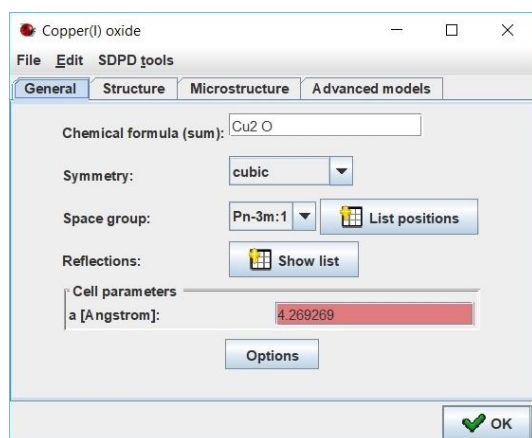 Copper(I) oxide
File Edit SDPD tools
General Structure Microstructure Advanced models
Chemical formula (sum): Cu2 O
Symmetry: cubic
Space group: Pn-3m:1 List positions
Reflections: Show list
Cell parameters
a [Angstrom]: 4.269269
Options
OK